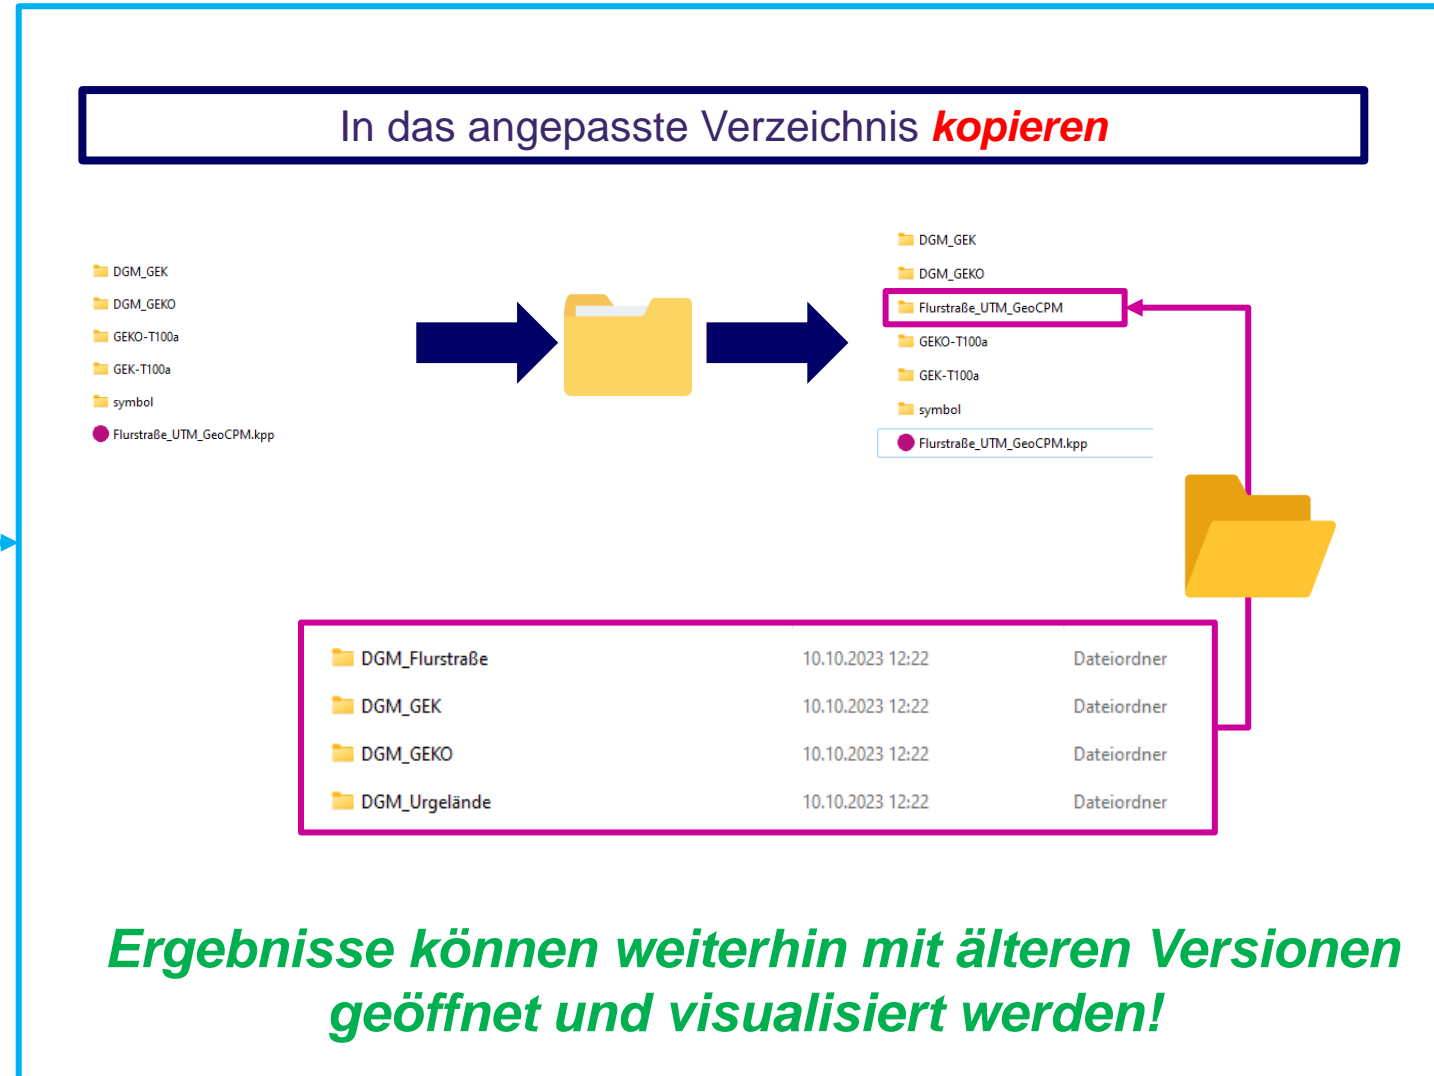 In das angepasste Verzeichnis kopieren
DGM_GEK
DGM_GEKO
GEKO-T100a
GEK-T100a
symbol
Flurstraße_UTM_GeoCPM.kpp
DGM_GEK
DGM_GEKO
Flurstraße_UTM_GeoCPM
GEKO-T100a
GEK-T100a
symbol
Flurstraße_UTM_GeoCPM.kpp
DGM_Flurstraße 10.10.2023 12:22 Dateiordner
DGM_GEK 10.10.2023 12:22 Dateiordner
DGM_GEKO 10.10.2023 12:22 Dateiordner
DGM_Urgelände 10.10.2023 12:22 Dateiordner
Ergebnisse können weiterhin mit älteren Versionen
geöffnet und visualisiert werden!